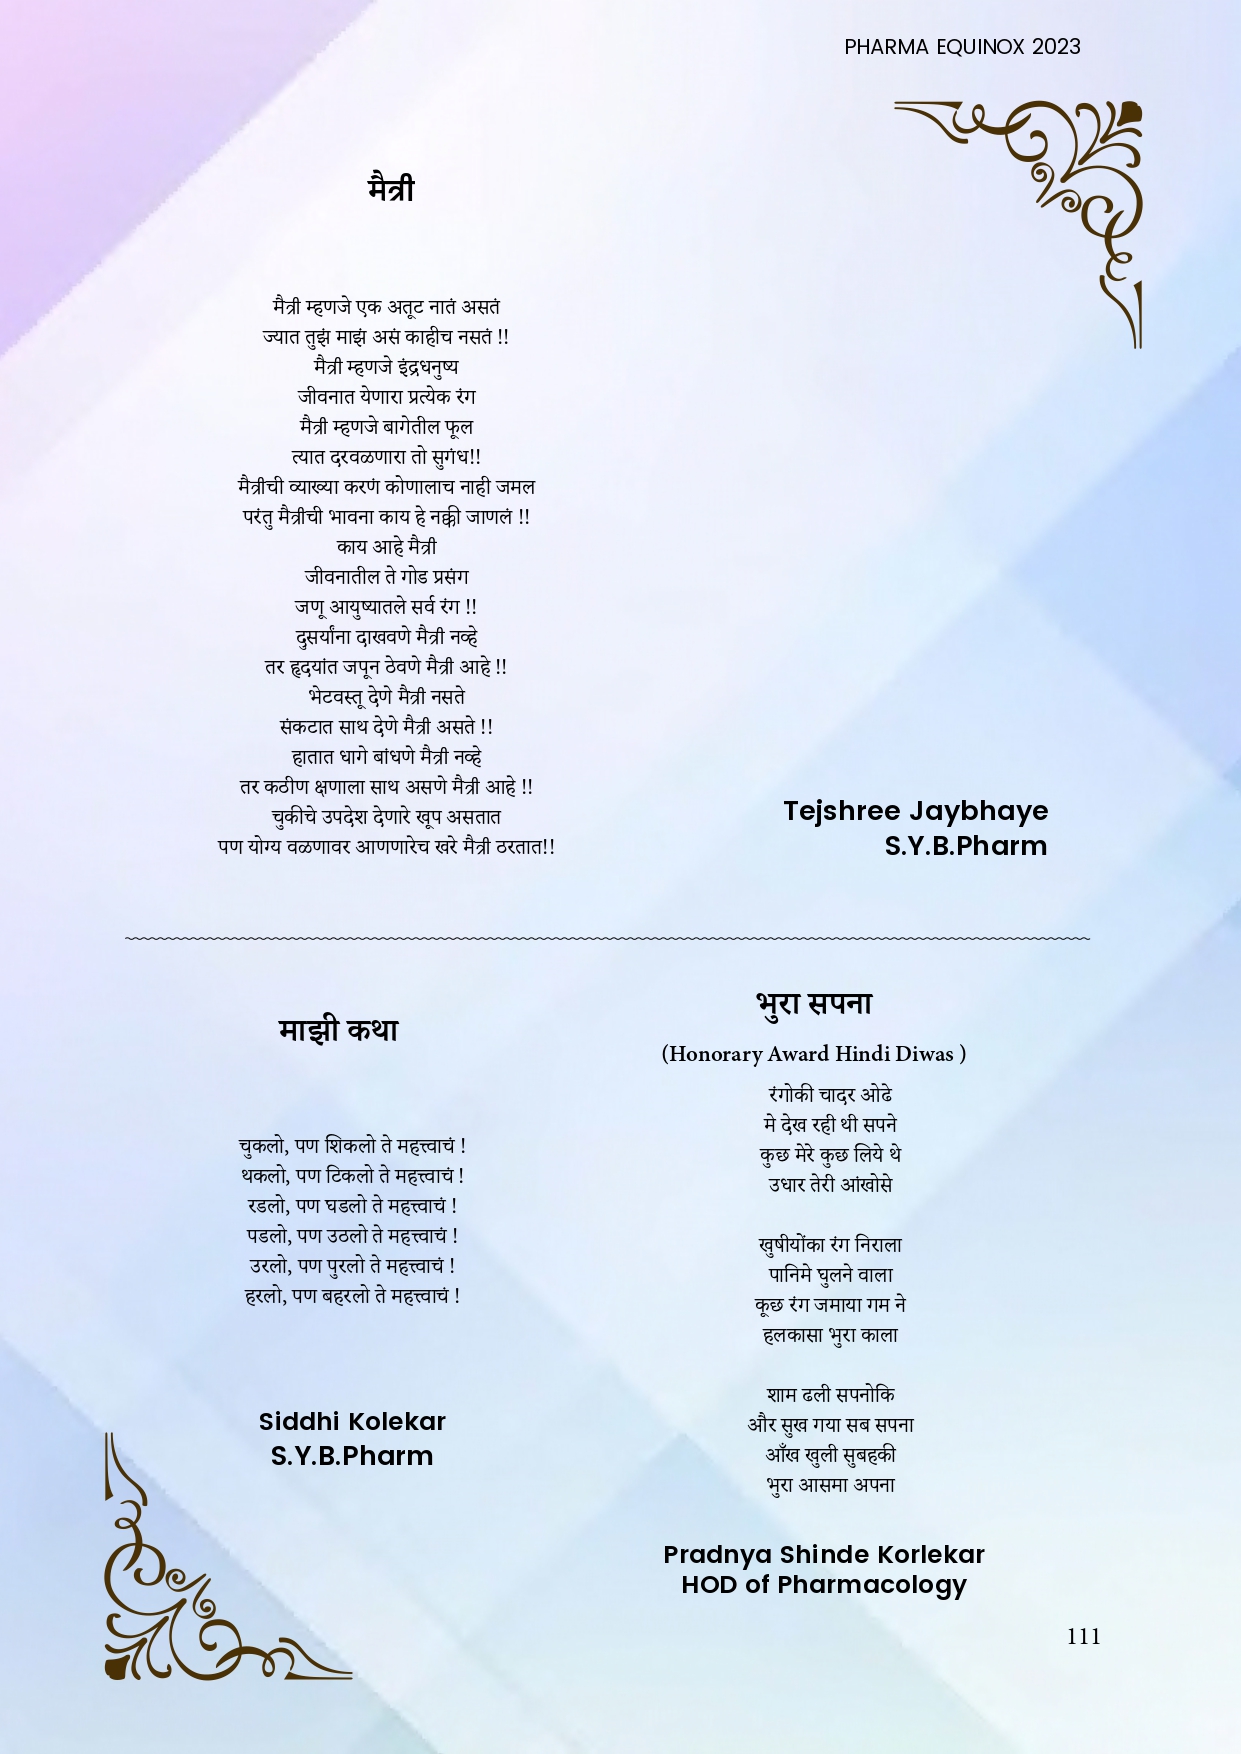 PHARMA EQUINOX 2023
मैत्री
मैत्री म्हणजे एक अतूट नातं असतं
ज्यात तुझं माझं असं काहीच नसतं !!
मैत्री म्हणजे इंद्रधनुष्य
जीवनात येणारा प्रत्येक रंग
मैत्री म्हणजे बागेतील फूल
त्यात दरवळणारा तो सुगंध!!
मैत्रीची व्याख्या करणं कोणालाच नाही जमल
परंतु मैत्रीची भावना काय हे नक्की जाणलं !!
काय आहे मैत्री
जीवनातील ते गोड प्रसंग
जणू आयुष्यातले सर्व रंग !!
दुसर्यांना दाखवणे मैत्री नव्हे
तर हृदयांत जपून ठेवणे मैत्री आहे !!
भेटवस्तू देणे मैत्री नसते
संकटात साथ देणे मैत्री असते !!
हातात धागे बांधणे मैत्री नव्हे
तर कठीण क्षणाला साथ असणे मैत्री आहे !!
चुकीचे उपदेश देणारे खूप असतात
पण योग्य वळणावर आणणारेच खरे मैत्री ठरतात!!
Tejshree Jaybhaye
S.Y.B.Pharm
माझी कथा
चुकलो, पण शिकलो ते महत्त्वाचं !
थकलो, पण टिकलो ते महत्त्वाचं !
रडलो, पण घडलो ते महत्त्वाचं !
पडलो, पण उठलो ते महत्त्वाचं !
उरलो, पण पुरलो ते महत्त्वाचं !
हरलो, पण बहरलो ते महत्त्वाचं !
Siddhi Kolekar
S.Y.B.Pharm
भुरा सपना
(Honorary Award Hindi Diwas )
रंगोकी चादर ओढे
मे देख रही थी सपने
कुछ मेरे कुछ लिये थे
उधार तेरी आंखोसे
खुषीयोंका रंग निराला
पानिमे घुलने वाला
कूछ रंग जमाया गम ने
हलकासा भुरा काला
शाम ढली सपनोकि
और सुख गया सब सपना
आँख खुली सुबहकी
भुरा आसमा अपना
Pradnya Shinde Korlekar
HOD of Pharmacology
111